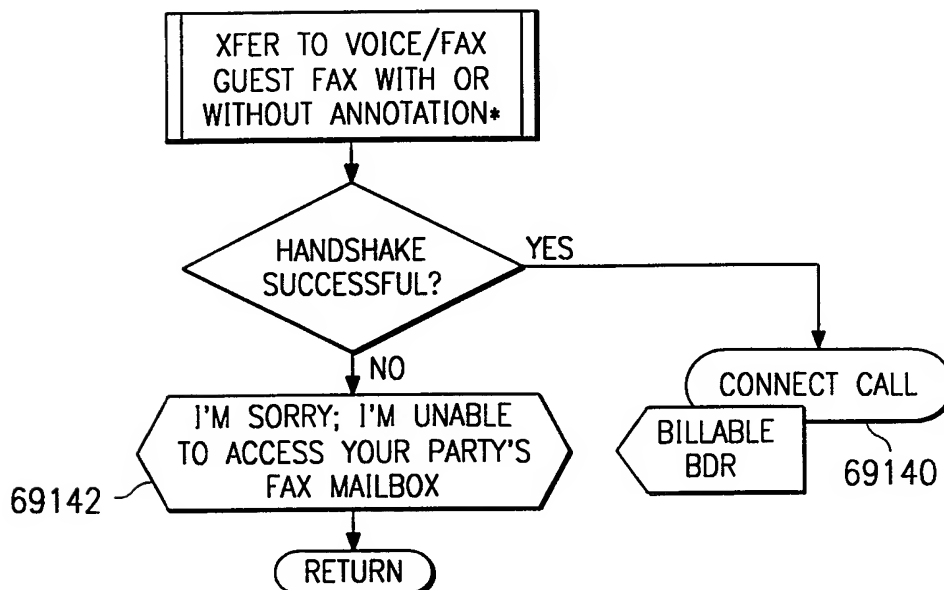 XFER TO VOICE/FAX
GUEST FAX WITH OR
WITHOUT ANNOTATION*
HANDSHAKE
SUCCESSFUL?
YES
NO
CONNECT CALL
BILLABLE
BDR
69140
I'M SORRY; I'M UNABLE
TO ACCESS YOUR PARTY'S
FAX MAILBOX
69142
RETURN